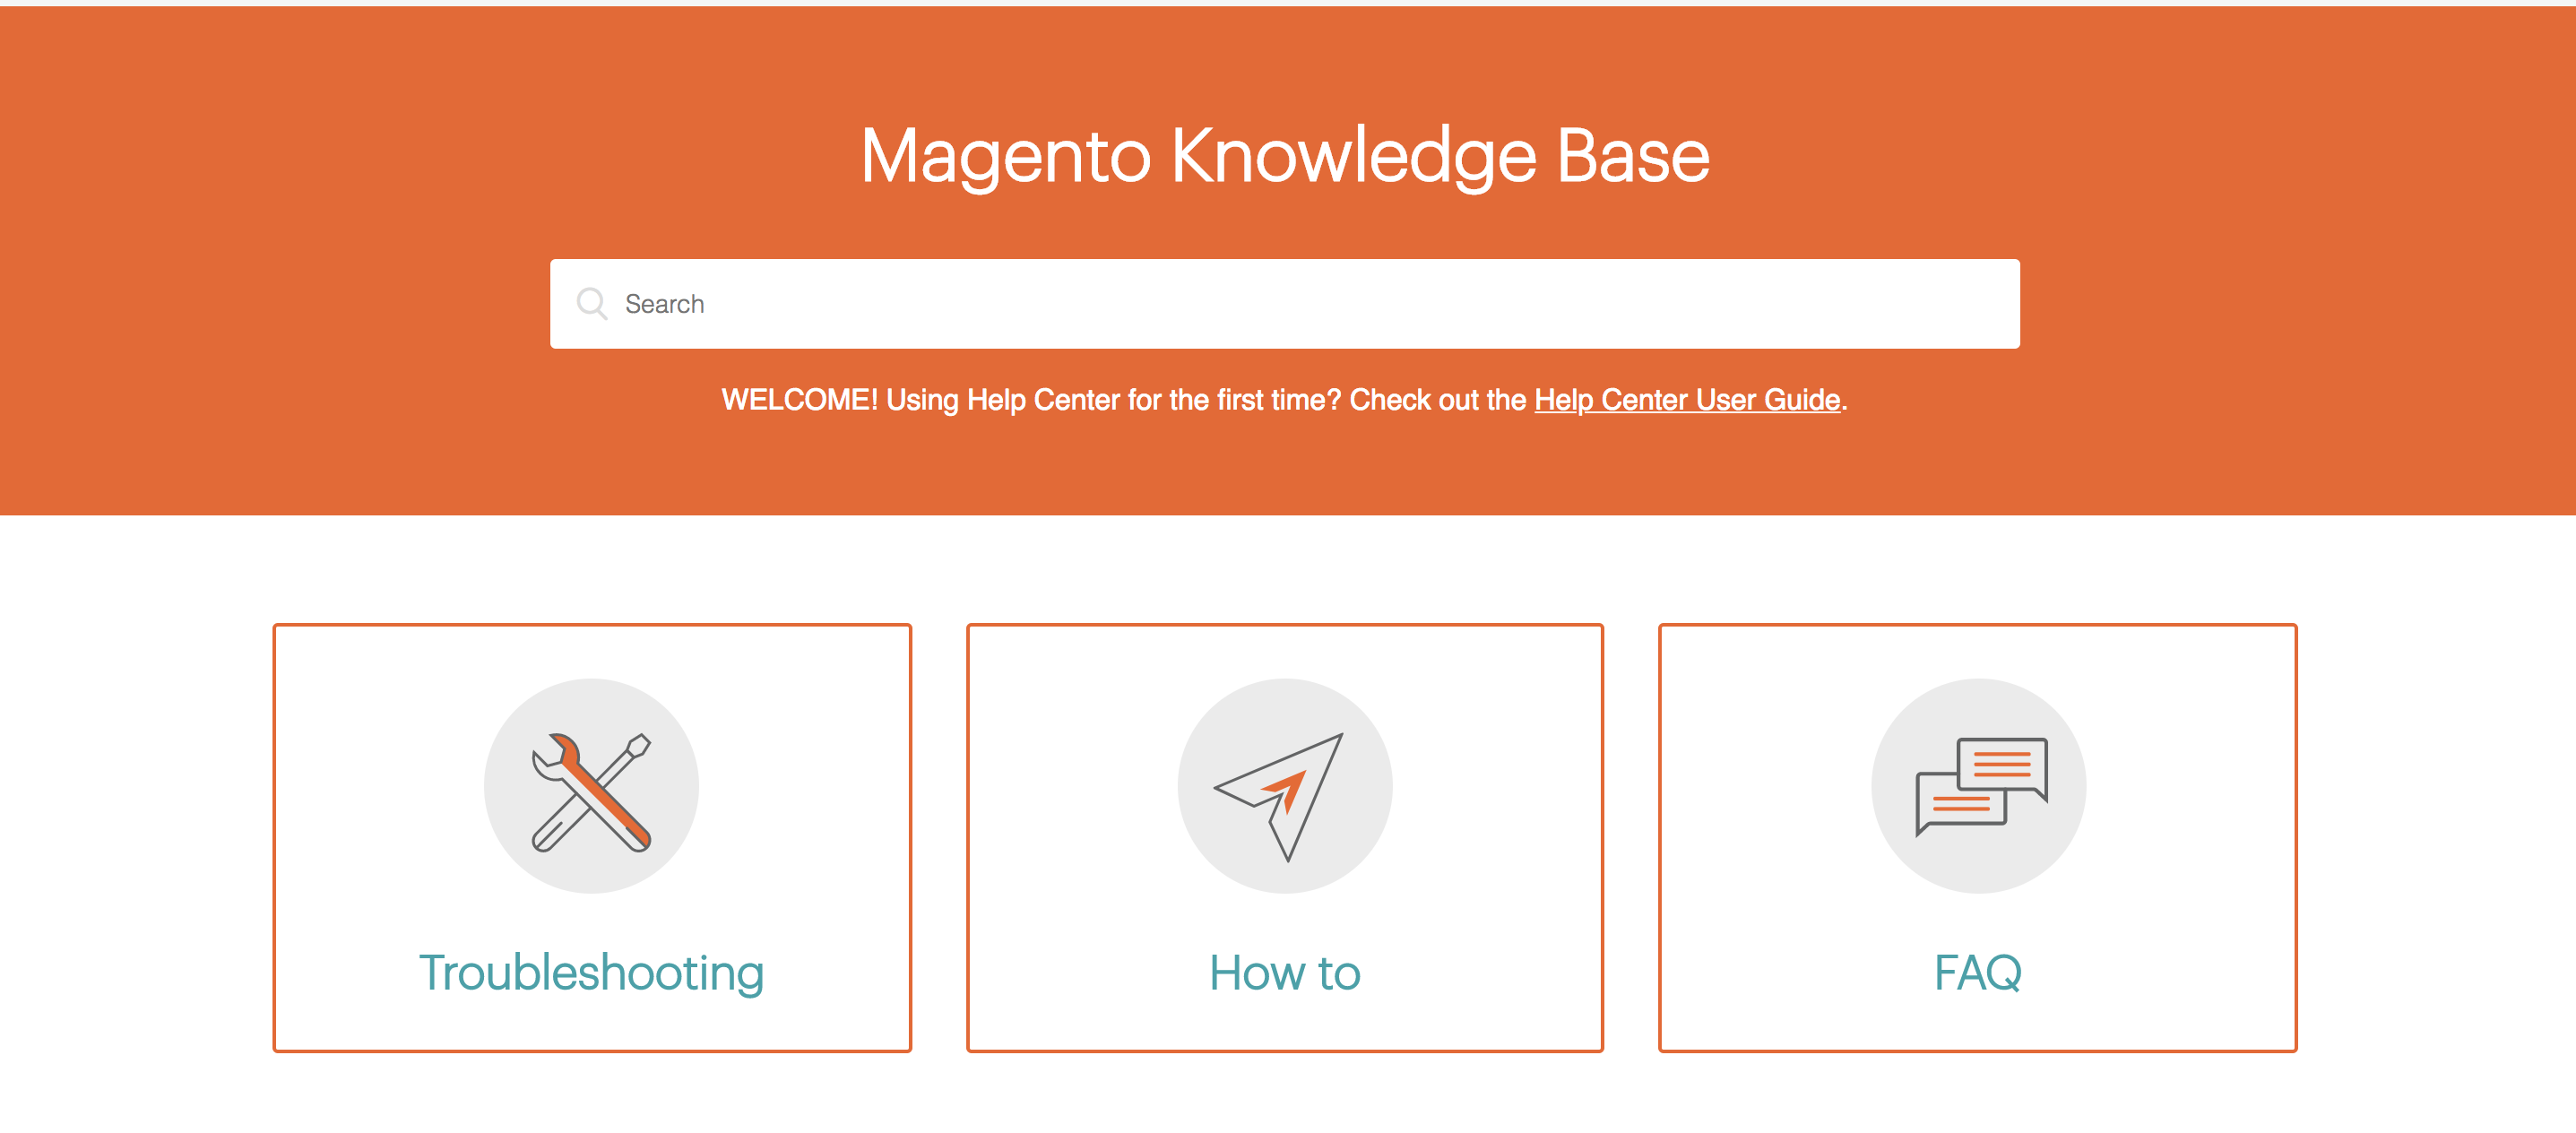 Magento Knowledge Base
Search
WELCOME! Using Help Center for the first time? Check out the Help Center User Guide.
Troubleshooting
How to
FAQ